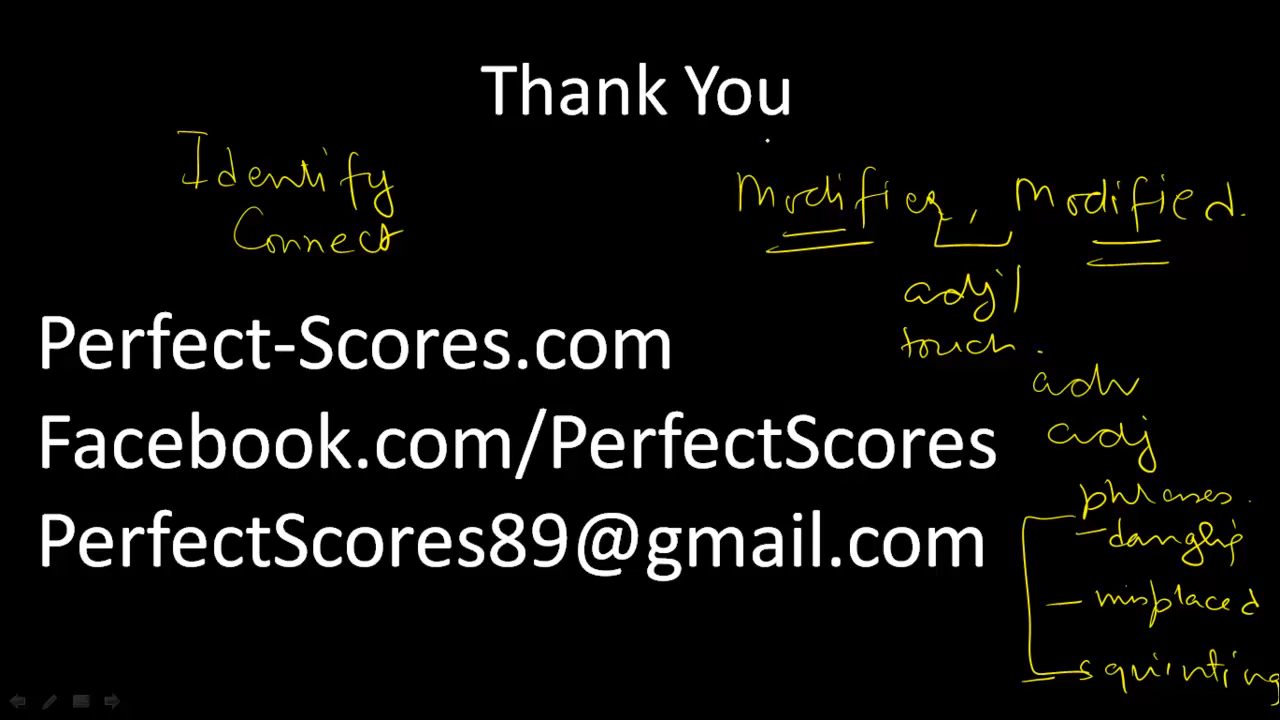 Thank You
Identify
Connect
Modifier, Modified.
adj/
touch.
adv
adj
Perfect-Scores.com
Facebook.com/PerfectScores
PerfectScores89@gmail.com
phrases.
- dangling
- misplaced
- squinting